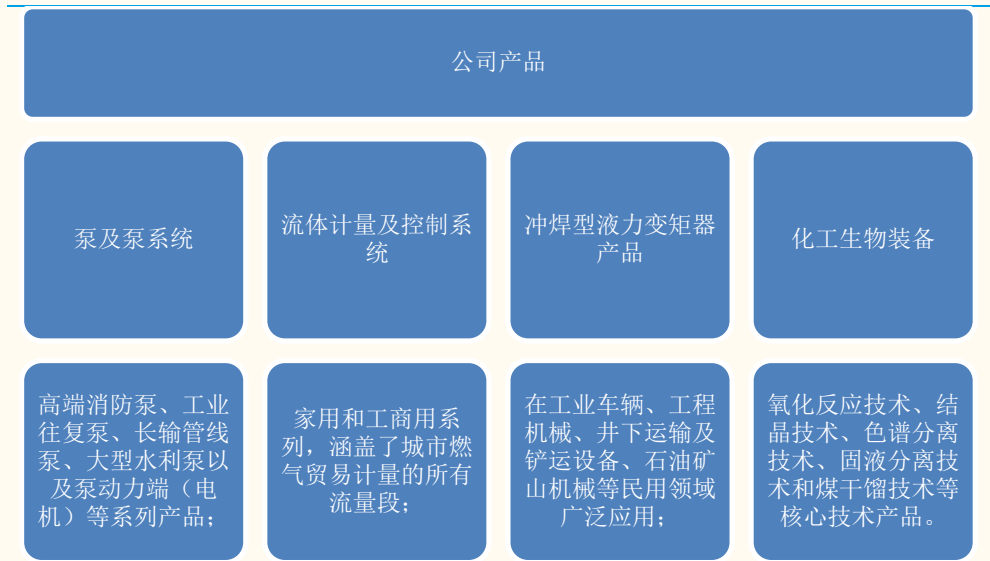 公司产品
泵及泵系统
流体计量及控制系
统
冲焊型液力变矩器
产品
化工生物装备
高端消防泵、工业
往复泵、长输管线
泵、大型水利泵以
及泵动力端（电
机）等系列产品；
家用和工商用系
列，涵盖了城市燃
气贸易计量的所有
流量段；
在工业车辆、工程
机械、井下运输及
铲运设备、石油矿
山机械等民用领域
广泛应用；
氧化反应技术、结
晶技术、色谱分离
技术、固液分离技
术和煤干馏技术等
核心技术产品。